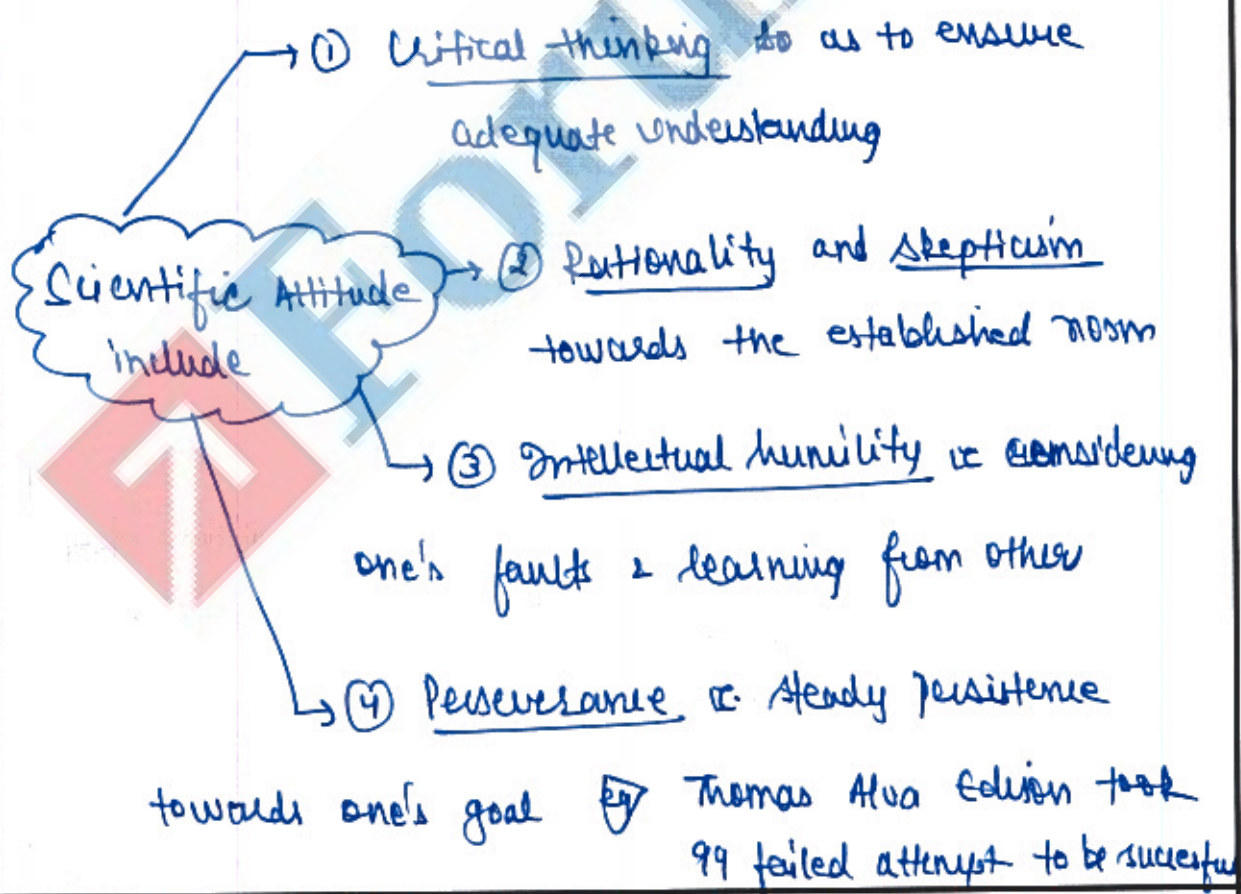 ① Critical thinking so as to ensure
adequate understanding
Scientific Attitude
include
② Rationality and skepticism
towards the established norm
③ Intellectual humility ie considering
one's faults & learning from other
④ Perseverance ie. steady persistence
towards one's goal eg Thomas Alva Edison took
99 failed attempt to be succesful